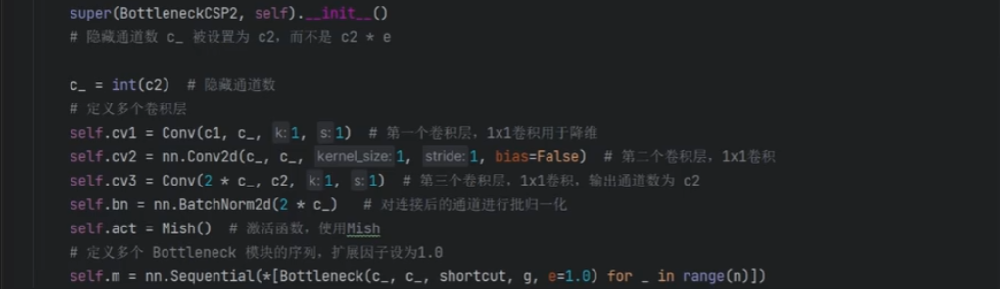 super(BottleneckCSP2, self).__init__()
# 隐藏通道数 c_ 被设置为 c2，而不是 c2 * e
c_ = int(c2)  # 隐藏通道数
# 定义多个卷积层
self.cv1 = Conv(c1, c_, k:1, s:1)  # 第一个卷积层，1x1卷积用于降维
self.cv2 = nn.Conv2d(c_, c_, kernel_size:1, stride:1, bias=False)  # 第二个卷积层，1x1卷积
self.cv3 = Conv(2 * c_, c2, k:1, s:1)  # 第三个卷积层，1x1卷积，输出通道数为 c2
self.bn = nn.BatchNorm2d(2 * c_)  # 对连接后的通道进行批归一化
self.act = Mish()  # 激活函数，使用Mish
# 定义多个 Bottleneck 模块的序列，扩展因子设为1.0
self.m = nn.Sequential(*[Bottleneck(c_, c_, shortcut, g, e=1.0) for _ in range(n)])